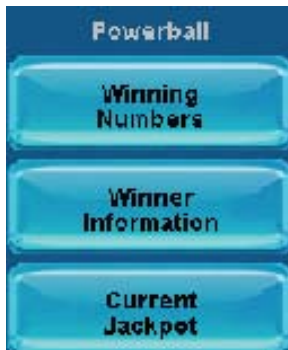 Powerball
Winning
Numbers
Winner
Information
Current
Jackpot